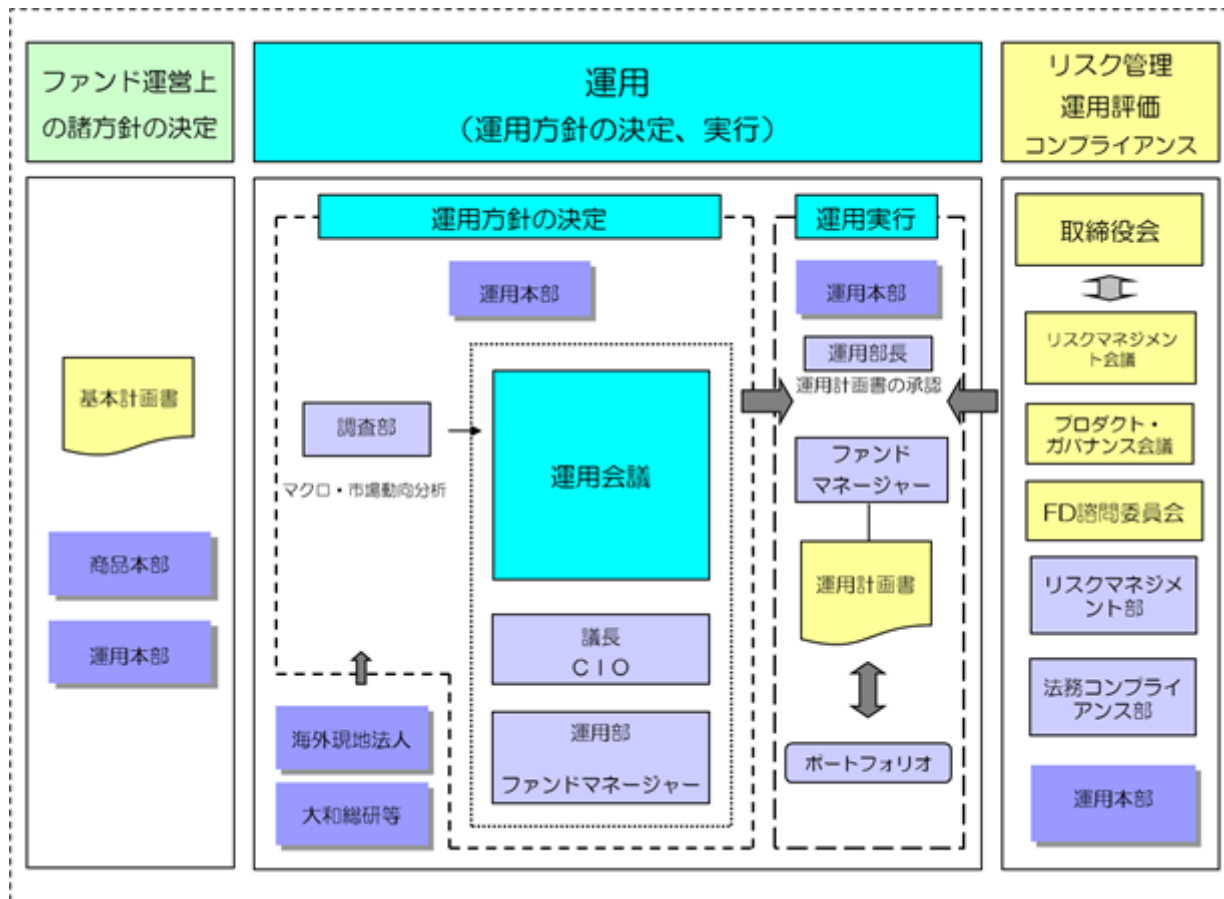 ファンド運営上
の諸方針の決定
運用
(運用方針の決定、実行)
リスク管理
運用評価
コンプライアンス
基本計画書
商品本部
運用本部
運用方針の決定
運用本部
調査部
マクロ・市場動向分析
運用会議
議長
CIO
運用部
ファンドマネージャー
海外現地法人
大和総研等
運用実行
運用本部
運用部長
運用計画書の承認
ファンド
マネージャー
運用計画書
ポートフォリオ
取締役会
リスクマネジメン
ト会議
プロダクト・
ガバナンス会議
FD諮問委員会
リスクマネジメ
ント部
法務コンプライ
アンス部
運用本部